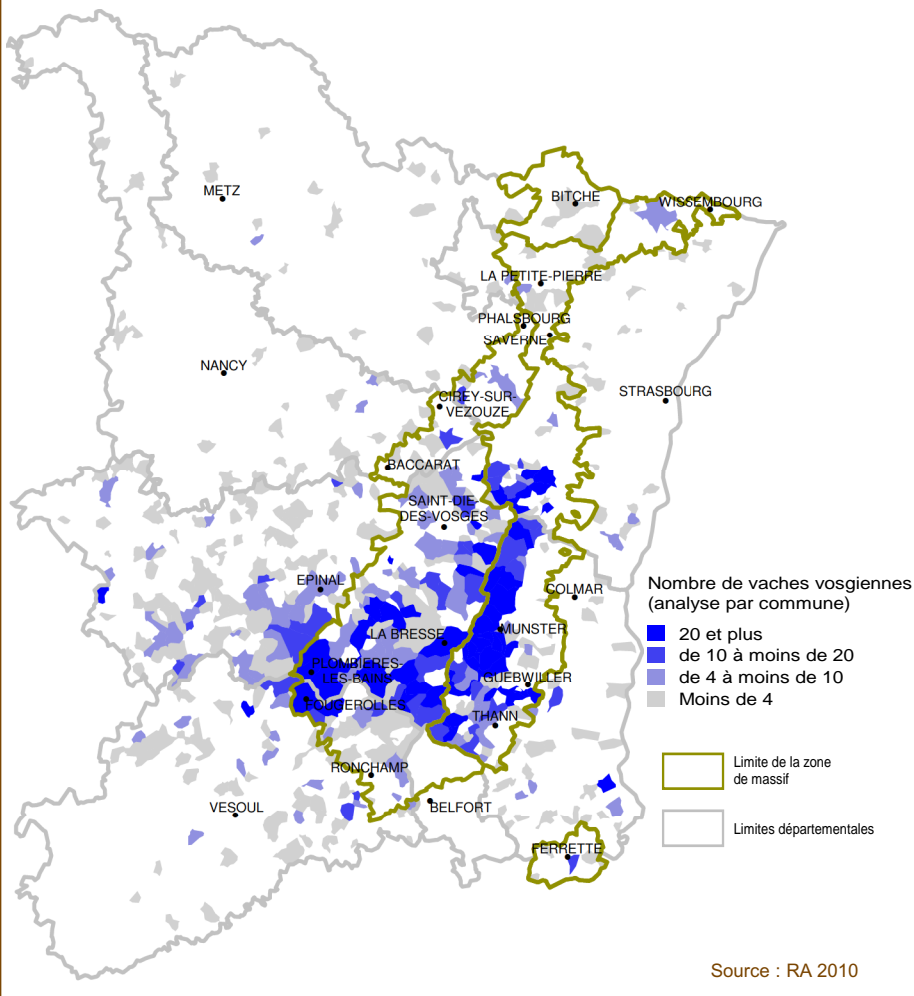 BITCHE
METZ
WISSEMBOURG
LA PETITE-PIERRE
PHALSBOURG
SAVERNE
NANCY
STRASBOURG
CIREY-SUR-
VEZOUZE
BACCARAT
SAINT-DIE-
DES-VOSGES
EPINAL
COLMAR
LA BRESSE
MUNSTER
PLOMBIERES-
LES-BAINS
GUEBWILLER
FOUGEROLLES
THANN
RONCHAMP
VESOUL
BELFORT
FERRETTE
Nombre de vaches vosgiennes
(analyse par commune)
20 et plus
de 10 à moins de 20
de 4 à moins de 10
Moins de 4
Limite de la zone
de massif
Limites départementales
Source : RA 2010